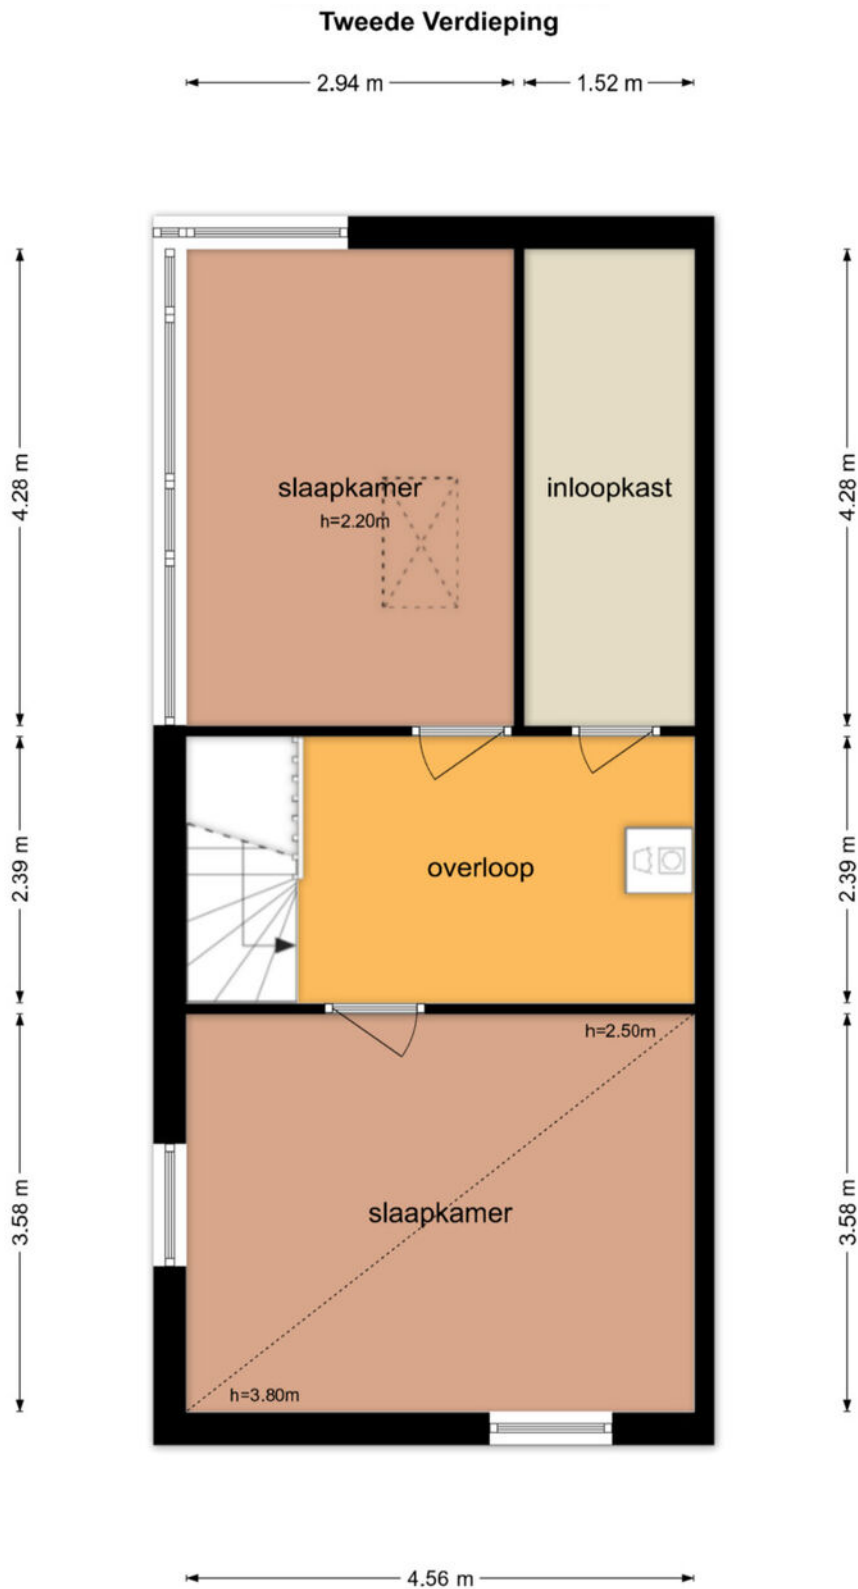 Tweede Verdieping
2.94 m
1.52 m
4.28 m
4.28 m
slaapkamer
h=2.20m
inloopkast
2.39 m
2.39 m
overloop
h=2.50m
3.58 m
3.58 m
slaapkamer
h=3.80m
4.56 m